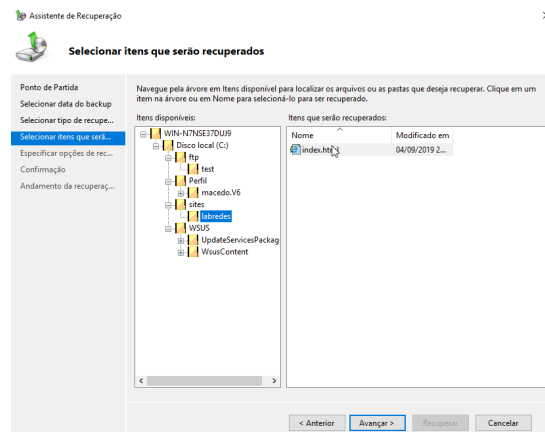 Assistente de Recuperação
Selecionar itens que serão recuperados
Ponto de Partida
Selecionar data do backup
Selecionar tipo de recupe...
Selecionar itens que serã...
Especificar opções de rec...
Confirmação
Andamento da recuperaç...
Navegue pela árvore em Itens disponível para localizar os arquivos ou as pastas que deseja recuperar. Clique em um
item na árvore ou em Nome para selecioná-lo para ser recuperado.
Itens disponíveis:
WIN-N7NSE37DUJ9
Disco local (C:)
ftp
test
Perfil
macedo.V6
sites
labredes
WSUS
UpdateServicesPackag
WsusContent
Itens que serão recuperados:
Nome
Modificado em
index.html
04/09/2019 2...
< Anterior
Avançar >
Recuperar
Cancelar